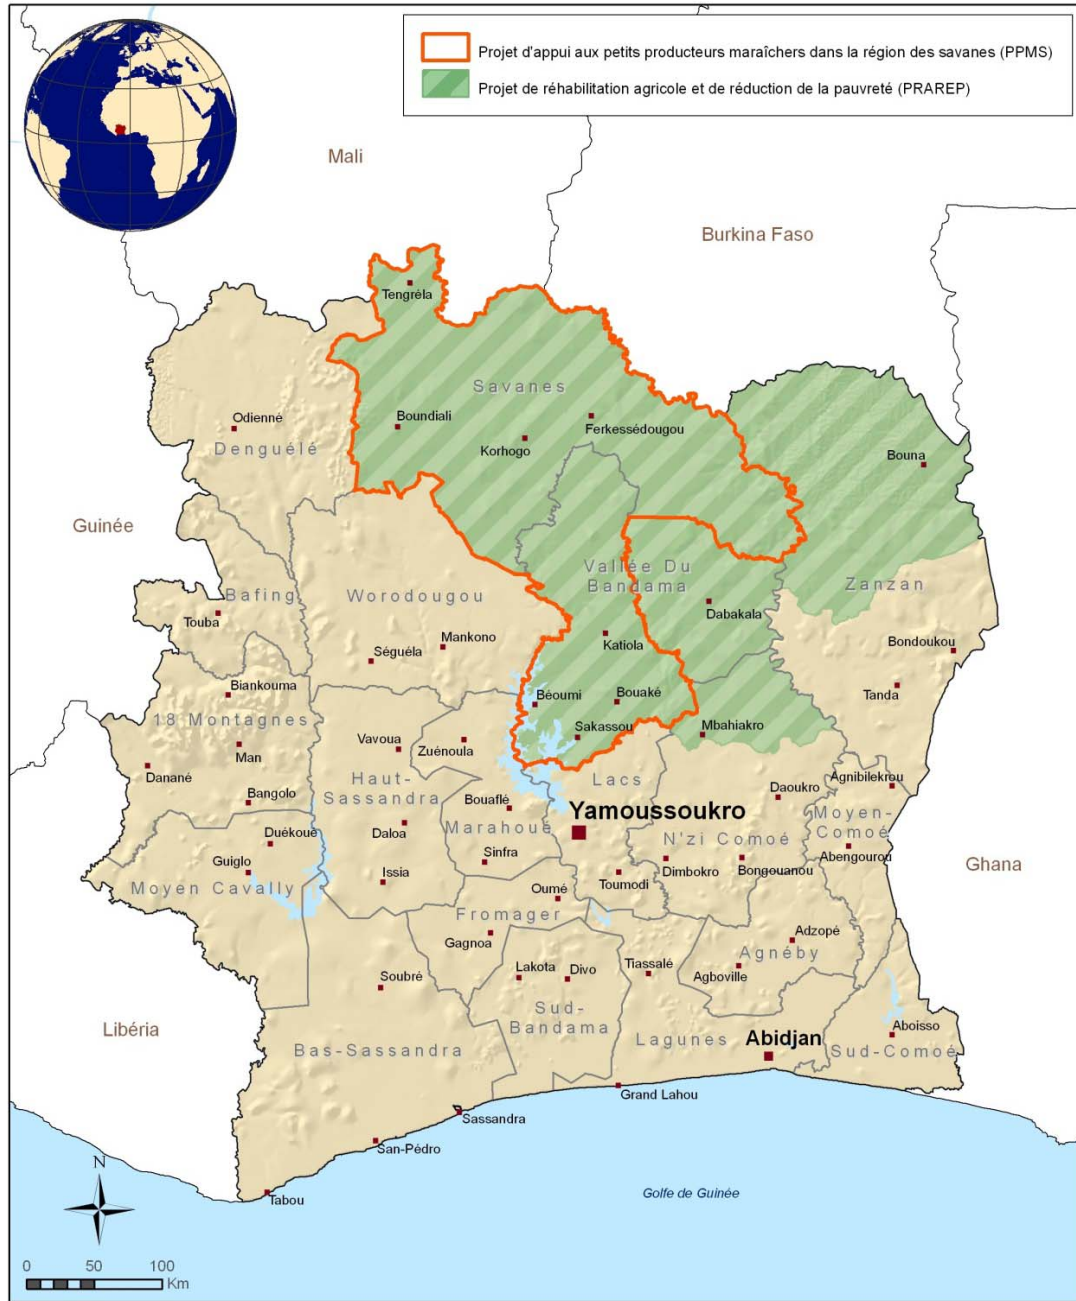 Projet d'appui aux petits producteurs maraîchers dans la région des savanes (PPMS)
Projet de réhabilitation agricole et de réduction de la pauvreté (PRAREP)
Mali
Burkina Faso
Tengréla
Savanes
Boundiali
Ferkessédougou
Odienné
Korhogo
Denguélé
Bouna
Guinée
Vallée Du
Bandama
Zanzan
Bafing
Worodougou
Touba
Dabakala
Katiola
Mankono
Bondoukou
Séguéla
Tanda
Biankouma
Béoumi
Bouaké
18 Montagnes
Sakassou
Mbahiakro
Vavoua
Zuénoula
Man
Danané
Haut-
Sassandra
Lacs
Agnibilekrou
Bangolo
Bouaflé
Daoukro
Yamoussoukro
Moyen-
Comoé
Marahoué
Duékoué
Daloa
N'zi Comoé
Guiglo
Sinfra
Abengourou
Ghana
Dimbokro
Bongouanou
Moyen Cavally
Issia
Toumodi
Oumé
Fromager
Gagnoa
Adzopé
Agnéby
Soubré
Lakota
Divo
Tiassalé
Agboville
Sud-
Bandama
Libéria
Aboisso
Bas-Sassandra
Lagunes
Abidjan
Sud-Comoé
Grand Lahou
Sassandra
San-Pédro
N
Tabou
Golfe de Guinée
0 50 100
Km